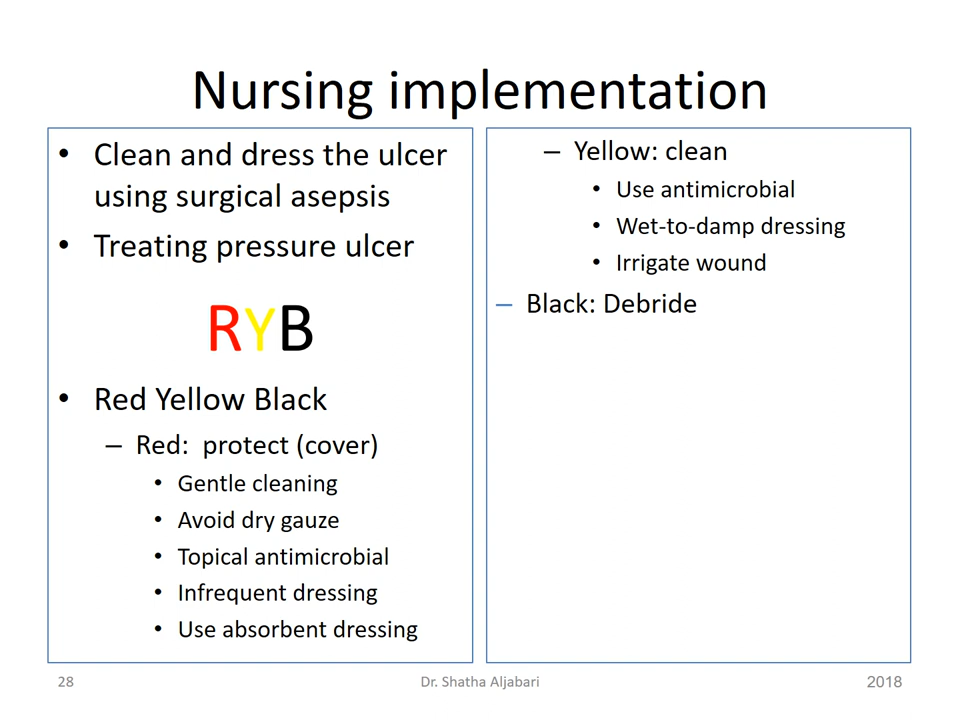 Nursing implementation
• Clean and dress the ulcer
using surgical asepsis
• Treating pressure ulcer
RYB
• Red Yellow Black
– Red: protect (cover)
• Gentle cleaning
• Avoid dry gauze
• Topical antimicrobial
• Infrequent dressing
• Use absorbent dressing
– Yellow: clean
• Use antimicrobial
• Wet-to-damp dressing
• Irrigate wound
– Black: Debride
28
Dr. Shatha Aljabari
2018